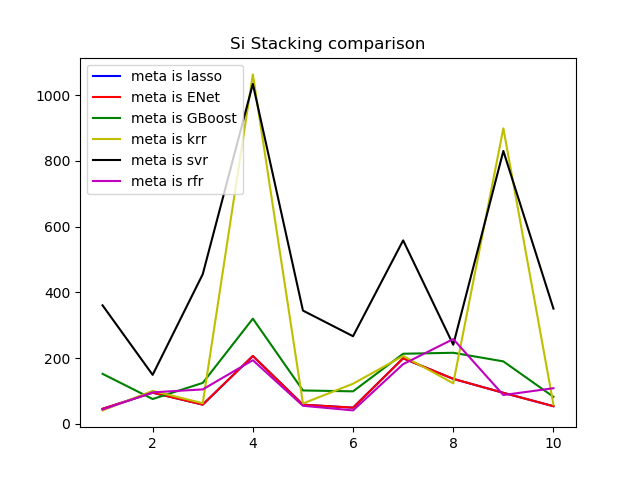 Si Stacking comparison
meta is lasso
meta is ENet
meta is GBoost
meta is krr
meta is svr
meta is rfr
1000
800
600
400
200
0
2 4 6 8 10